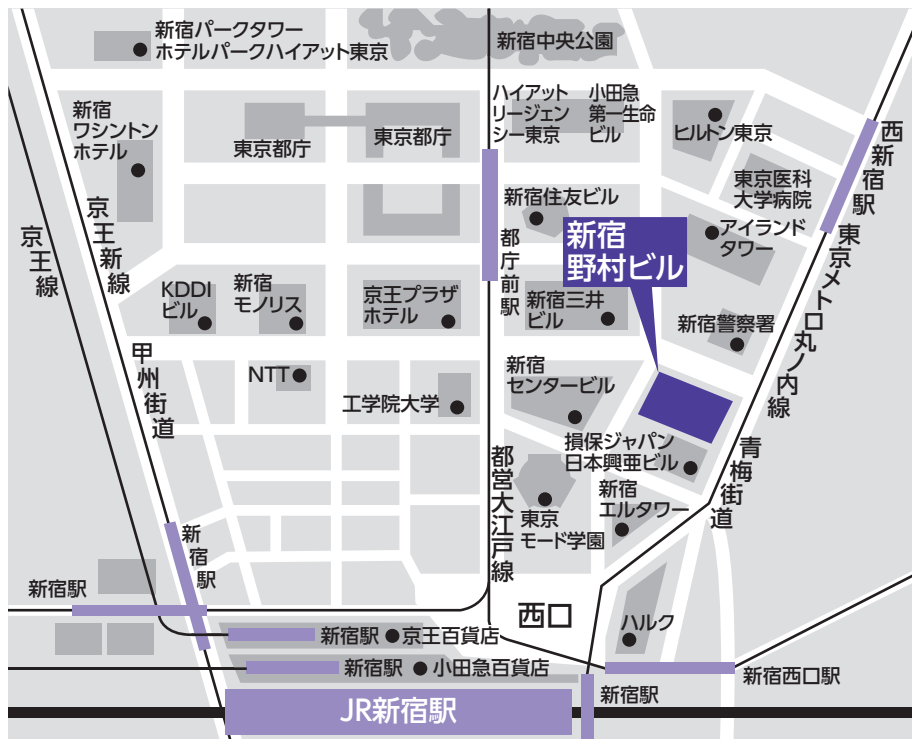 新宿パークタワー
ホテルパークハイアット東京
新宿中央公園
新宿
ワシントン
ホテル
東京都庁
東京都庁
ハイアット
リージェン
シー東京
小田急
第一生命
ビル
ヒルトン東京
西新宿駅
東京医科
大学病院
新宿住友ビル
アイランド
タワー
京王新線
京王線
都庁前駅
新宿
野村ビル
東京メトロ丸ノ内線
KDDI
ビル
新宿
モノリス
京王プラザ
ホテル
新宿三井
ビル
新宿警察署
甲州街道
NTT
工学院大学
新宿
センタービル
損保ジャパン
日本興亜ビル
青梅街道
都営大江戸線
新宿
エルタワー
東京
モード学園
新宿駅
新宿駅
西口
ハルク
新宿駅
京王百貨店
新宿駅
小田急百貨店
新宿西口駅
新宿駅
JR新宿駅